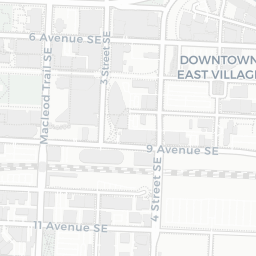 6 Avenue SE
DOWNTOWN
EAST VILLAGE
Macleod Trail SE
3 Street SE
9 Avenue SE
4 Street SE
11 Avenue SE